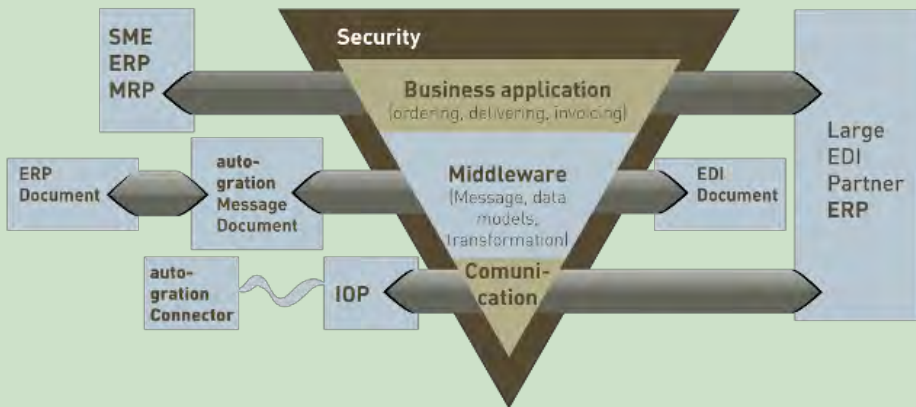 SME
ERP
MRP
Security
Business application
(ordering, delivering, invoicing)
Large
EDI
Partner
ERP
ERP
Document
auto-
gration
Message
Document
Middleware
(Message, data
models,
transformation)
EDI
Document
auto-
gration
Connector
IOP
Comuni-
cation